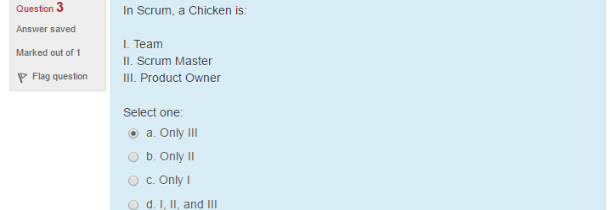 Question 3
Answer saved
Marked out of 1
Flag question
In Scrum, a Chicken is:
I. Team
II. Scrum Master
III. Product Owner
Select one:
a. Only III
b. Only II
c. Only I
d. I, II, and III